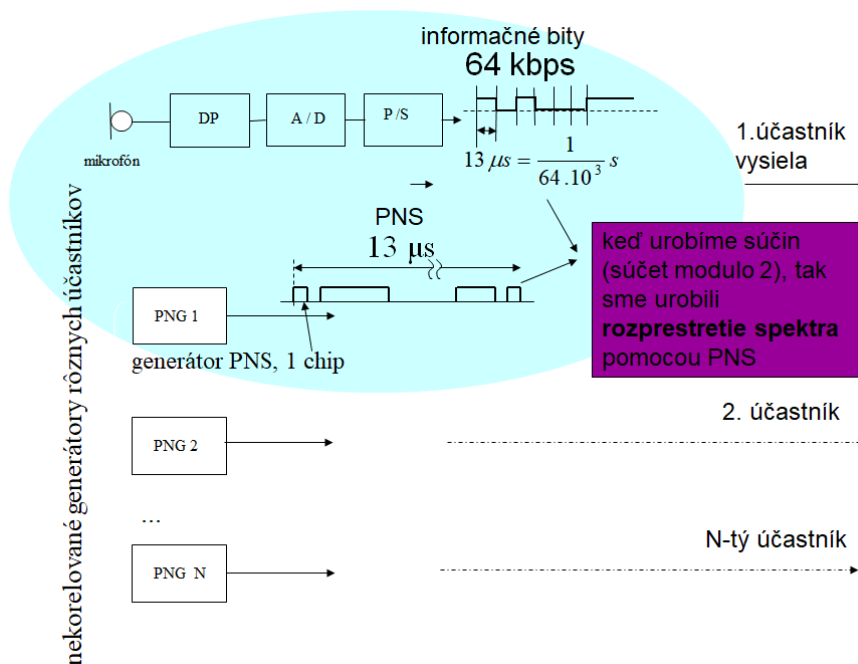 informačné bity
64 kbps
DP
A / D
P /S
mikrofón
13 μs = 1 / 64 .10³ s
1.účastník
vysiela
PNS
13 μs
keď urobíme súčin
(súčet modulo 2), tak
sme urobili
rozprestretie spektra
pomocou PNS
PNG 1
generátor PNS, 1 chip
2. účastník
PNG 2
...
N-tý účastník
PNG N
nekorelované generátory rôznych účastníkov